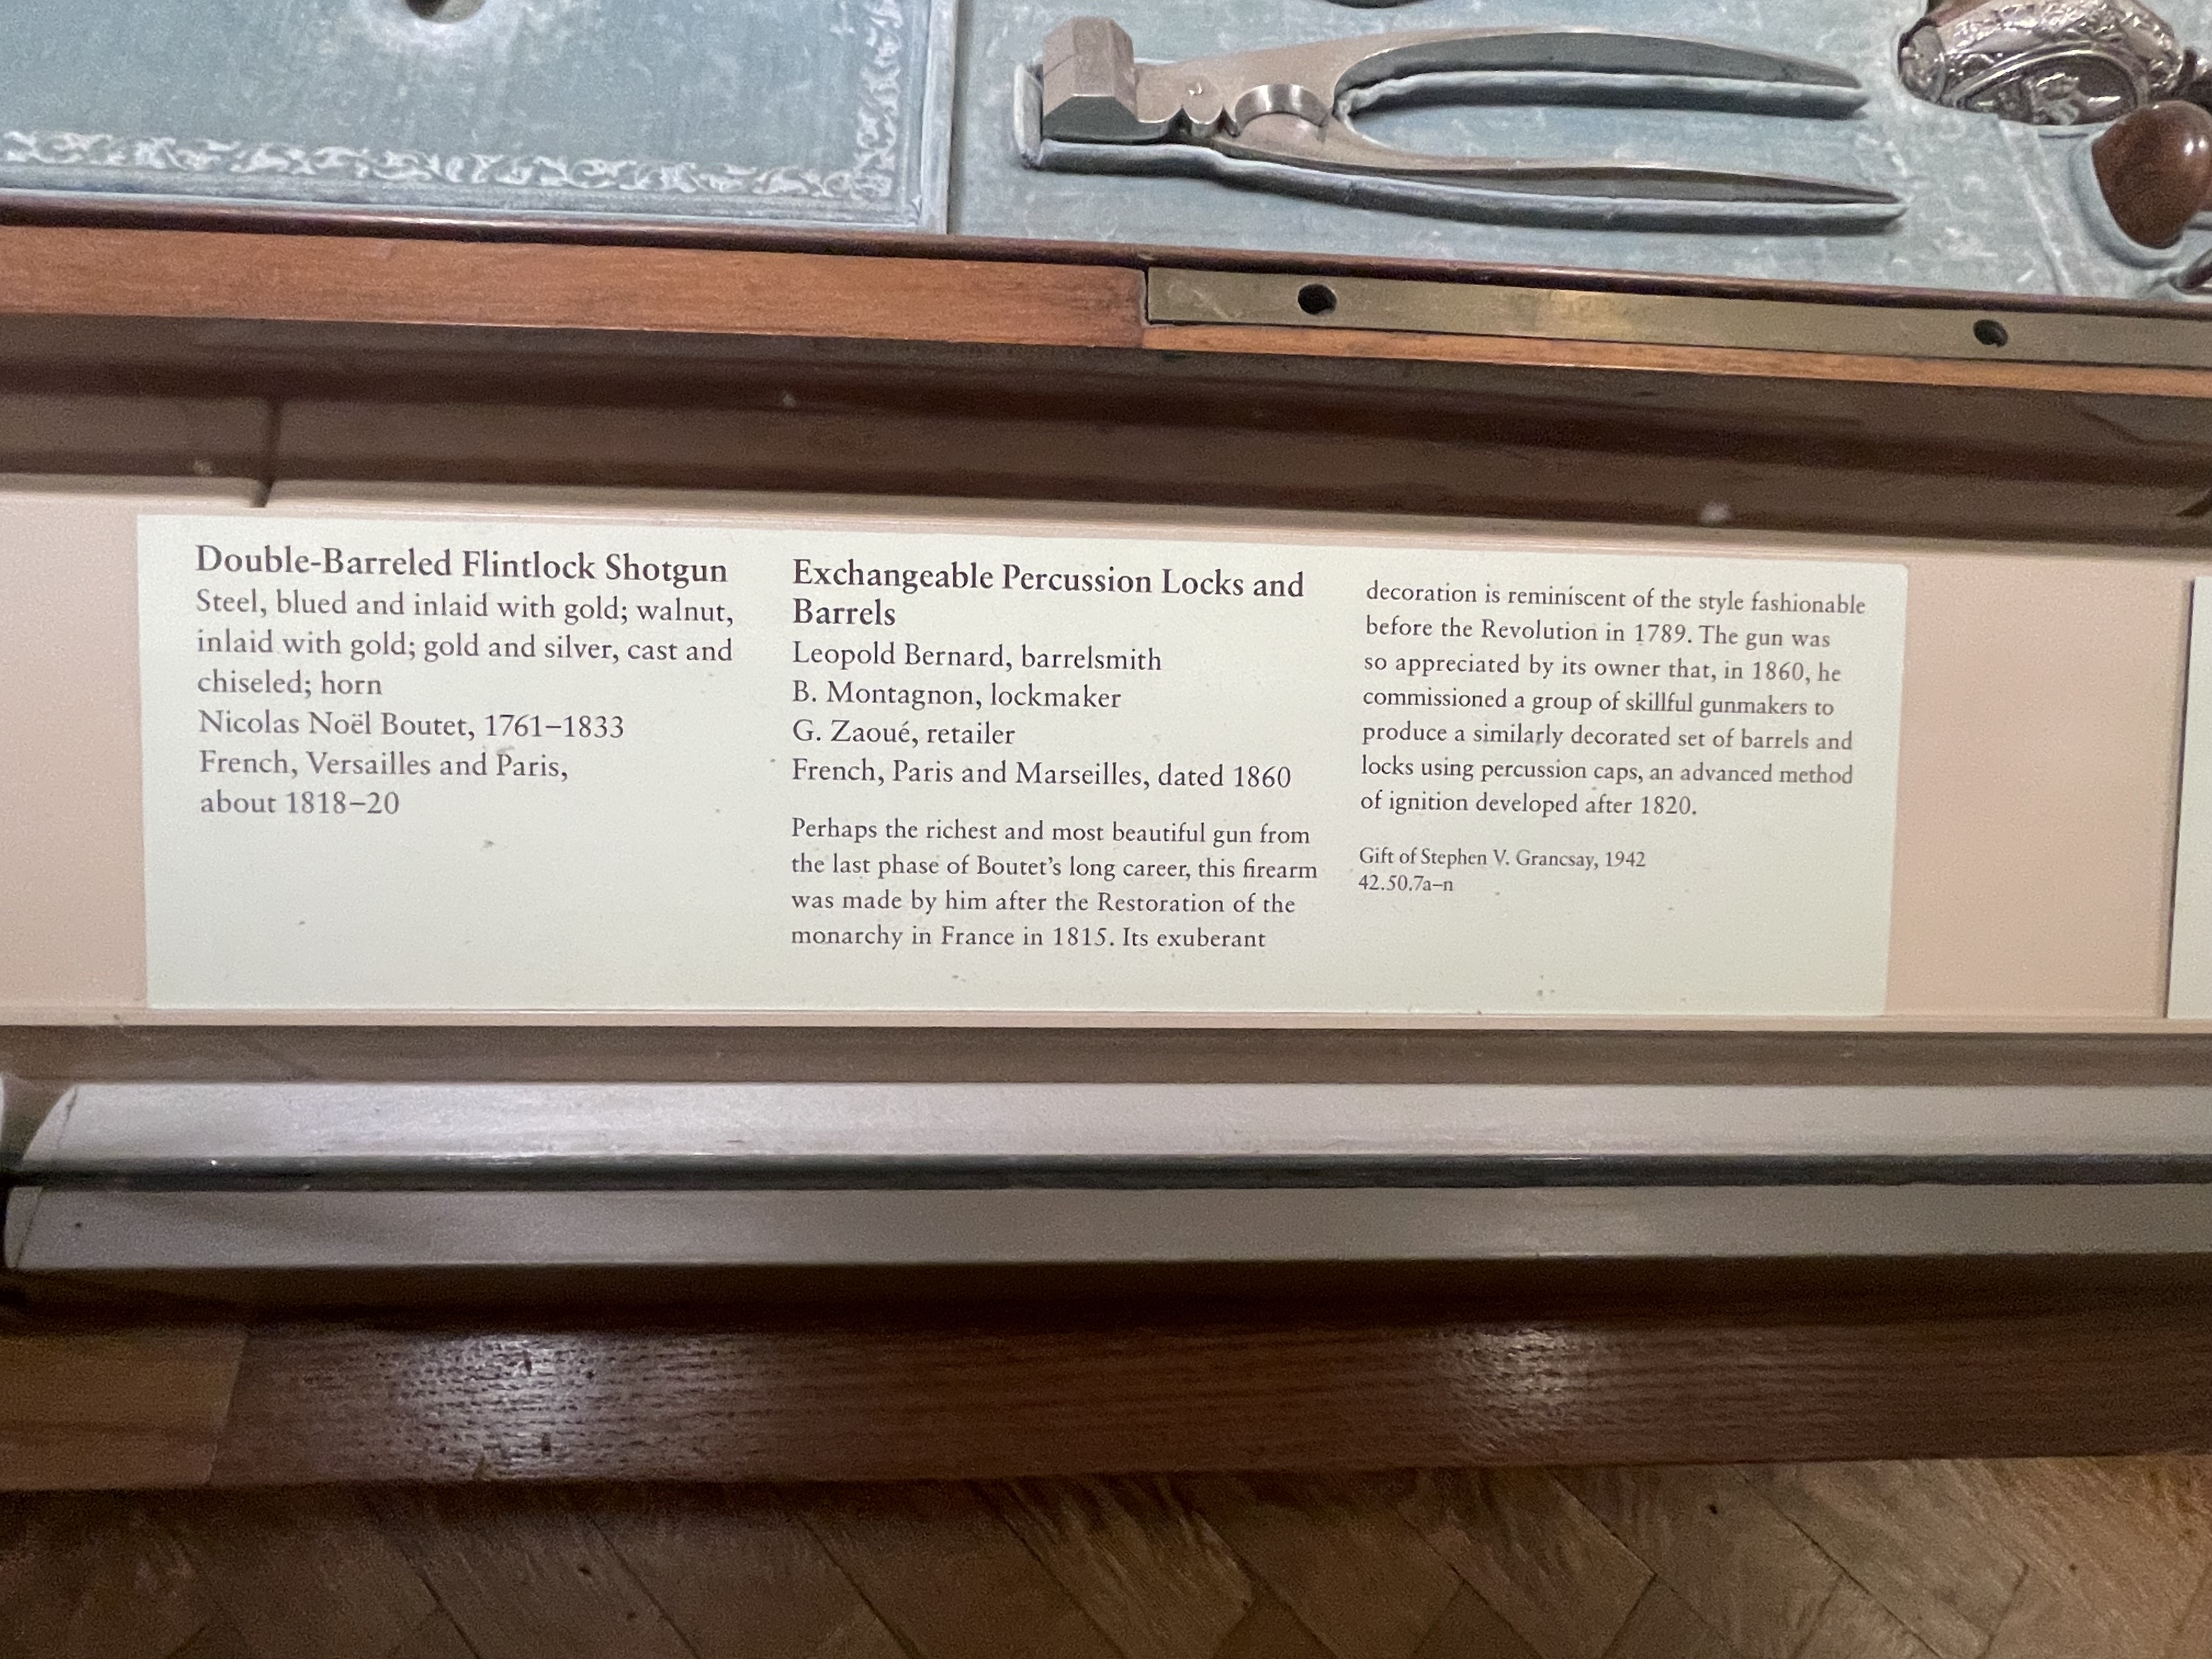 Double-Barreled Flintlock Shotgun
Steel, blued and inlaid with gold; walnut,
inlaid with gold; gold and silver, cast and
chiseled; horn
Nicolas Noël Boutet, 1761–1833
French, Versailles and Paris,
about 1818–20
Exchangeable Percussion Locks and
Barrels
Leopold Bernard, barrelsmith
B. Montagnon, lockmaker
G. Zaoué, retailer
French, Paris and Marseilles, dated 1860
Perhaps the richest and most beautiful gun from
the last phase of Boutet's long career, this firearm
was made by him after the Restoration of the
monarchy in France in 1815. Its exuberant
decoration is reminiscent of the style fashionable
before the Revolution in 1789. The gun was
so appreciated by its owner that, in 1860, he
commissioned a group of skillful gunmakers to
produce a similarly decorated set of barrels and
locks using percussion caps, an advanced method
of ignition developed after 1820.
Gift of Stephen V. Grancsay, 1942
42.50.7a–n